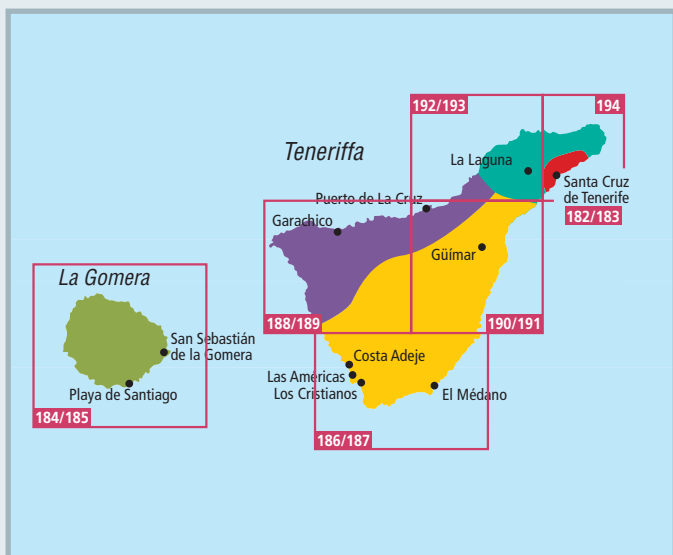 192/193
194
Teneriffa
La Laguna
Santa Cruz
de Tenerife
182/183
Puerto de La Cruz
Garachico
Güímar
La Gomera
188/189
190/191
San Sebastián
de la Gomera
Costa Adeje
Las Américas
Los Cristianos
El Médano
Playa de Santiago
184/185
186/187